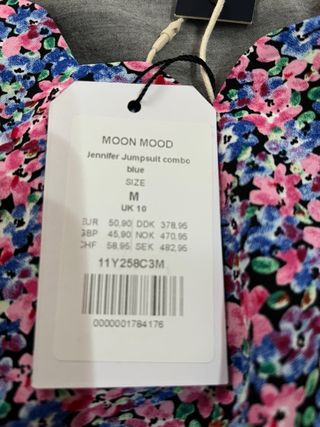 MOON MOOD
Jennifer Jumpsuit combo
blue
SIZE
M
UK 10
EUR 50,90 DDK 378,95
GBP 45,90 NOK 470,95
CHF 58,95 SEK 482,95
11Y258C3M
0000001784176